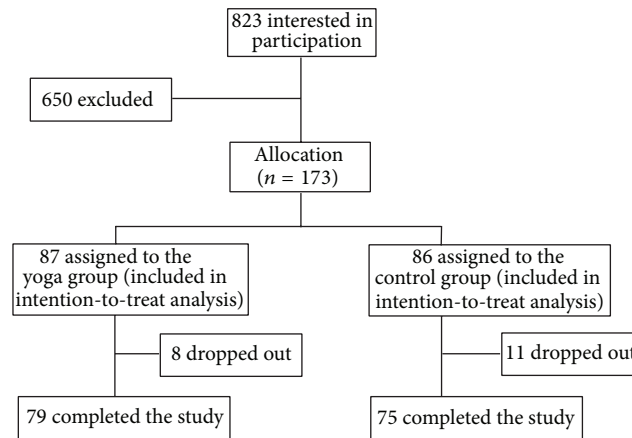 823 interested in
participation
650 excluded
Allocation
(n = 173)
87 assigned to the
yoga group (included in
intention-to-treat analysis)
86 assigned to the
control group (included in
intention-to-treat analysis)
8 dropped out
11 dropped out
79 completed the study
75 completed the study